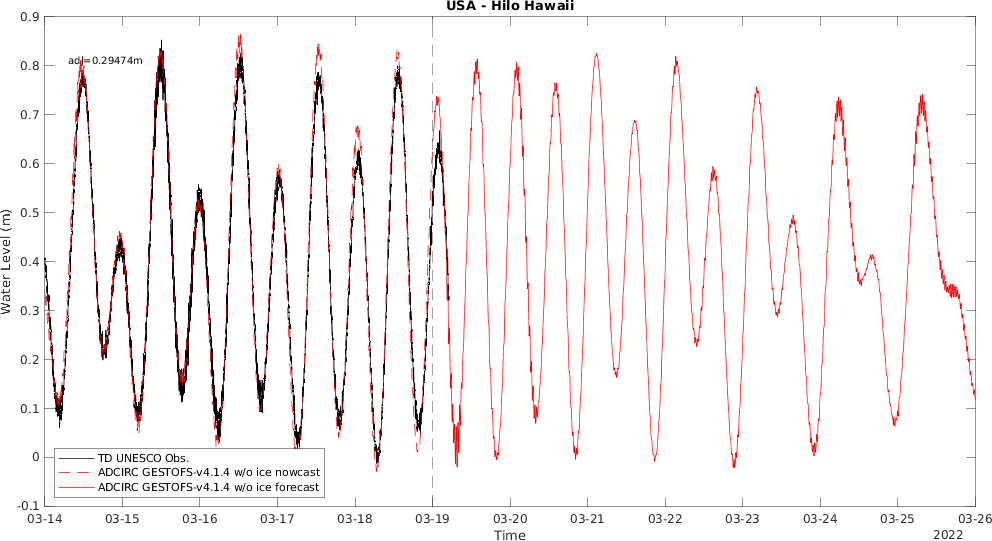 USA - Hilo Hawaii
0.9
0.8
0.7
0.6
0.5
0.4
0.3
0.2
0.1
0
-0.1
Water Level (m)
adj=0.29474m
TD UNESCO Obs.
ADCIRC GESTOFS-v4.1.4 w/o ice nowcast
ADCIRC GESTOFS-v4.1.4 w/o ice forecast
03-14 03-15 03-16 03-17 03-18 03-19 03-20 03-21 03-22 03-23 03-24 03-25 03-26
Time
2022